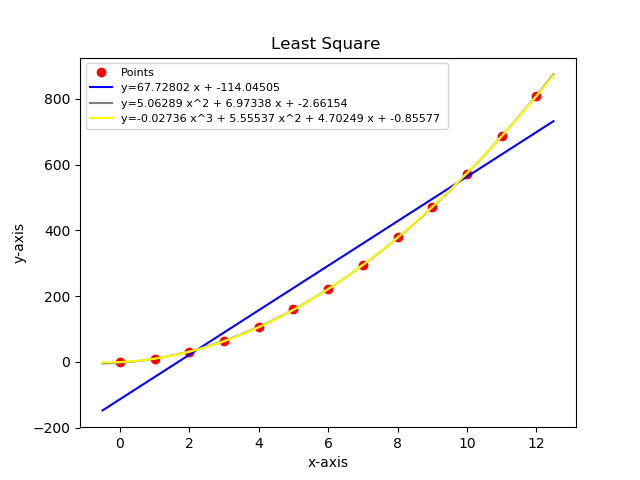 Least Square
Points
y=67.72802 x + -114.04505
y=5.06289 x^2 + 6.97338 x + -2.66154
y=-0.02736 x^3 + 5.55537 x^2 + 4.70249 x + -0.85577
y-axis
800
600
400
200
0
−200
0 2 4 6 8 10 12
x-axis